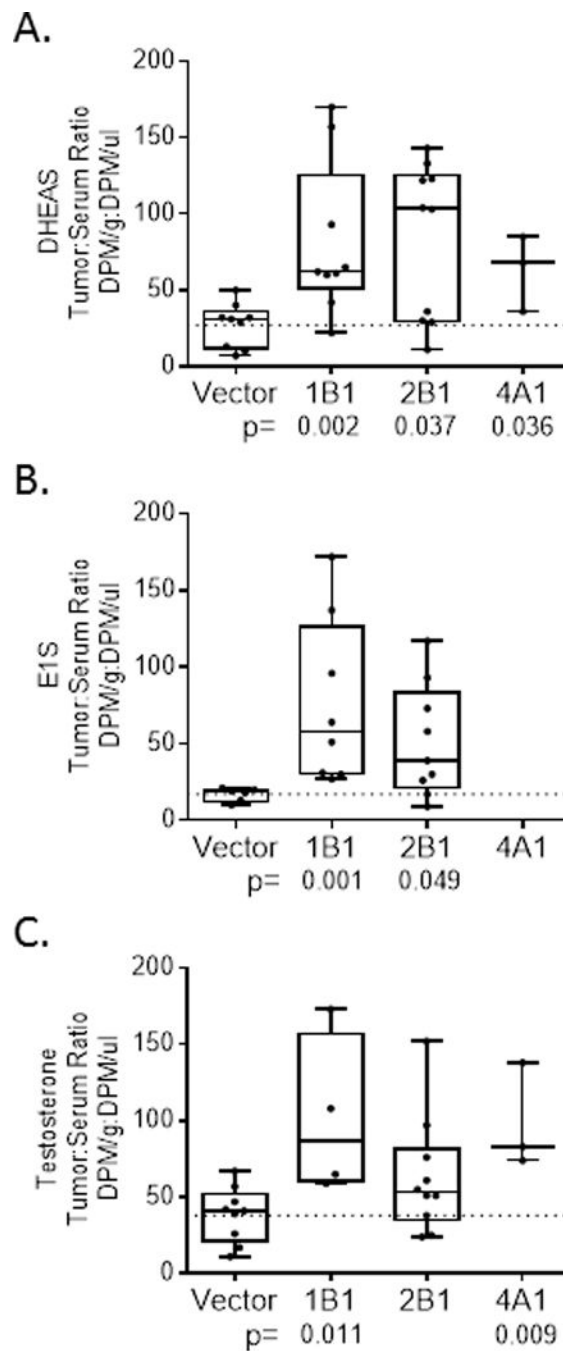 A.
DHEAS
Tumor:Serum Ratio
DPM/g:DPM/ul
200
150
100
50
0
Vector 1B1 2B1 4A1
p= 0.002 0.037 0.036
B.
E1S
Tumor:Serum Ratio
DPM/g:DPM/ul
200
150
100
50
0
Vector 1B1 2B1 4A1
p= 0.001 0.049
C.
Testosterone
Tumor:Serum Ratio
DPM/g:DPM/ul
200
150
100
50
0
Vector 1B1 2B1 4A1
p= 0.011 0.009